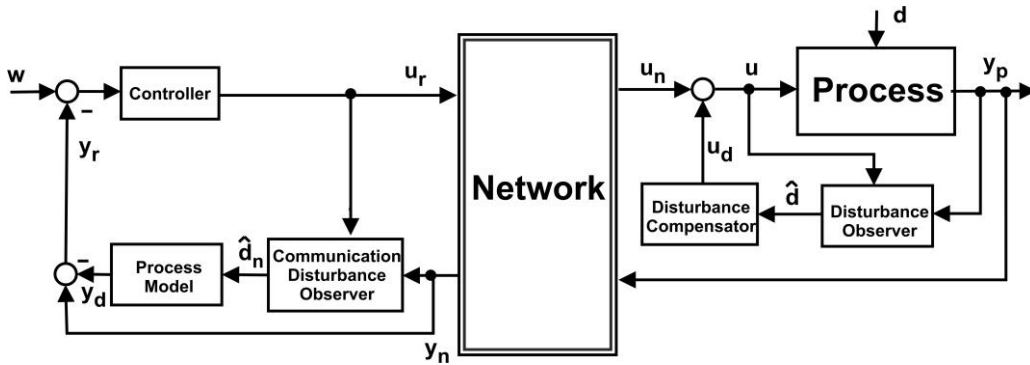 d
w
Controller
u_r
u_n
u
Process
y_p
−
y_r
u_d
Network
Disturbance
Compensator
d̂
Disturbance
Observer
−
y_d
Process
Model
d̂_n
Communication
Disturbance
Observer
y_n